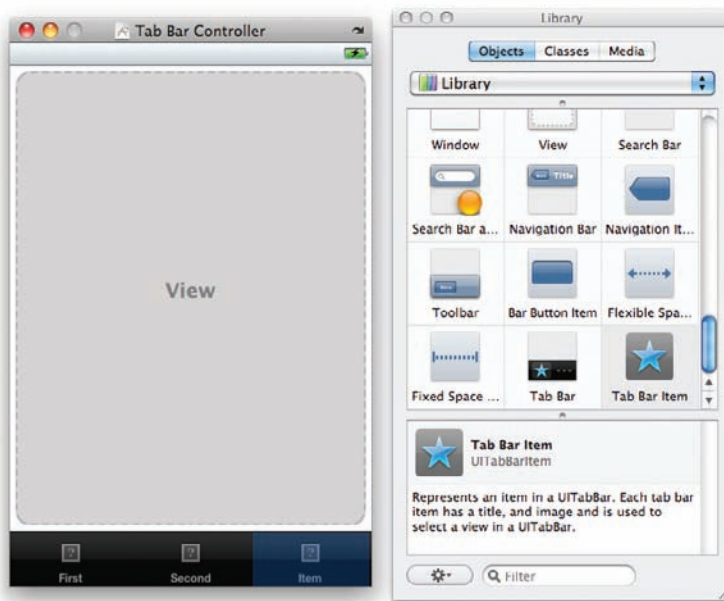 Tab Bar Controller
View
First Second Item
Library
Objects Classes Media
Library
Window View Search Bar
Search Bar a... Navigation Bar Navigation It...
Toolbar Bar Button Item Flexible Spa...
Fixed Space ... Tab Bar Tab Bar Item
Tab Bar Item
UITabBarItem
Represents an item in a UITabBar. Each tab bar
item has a title, and image and is used to
select a view in a UITabBar.
Filter